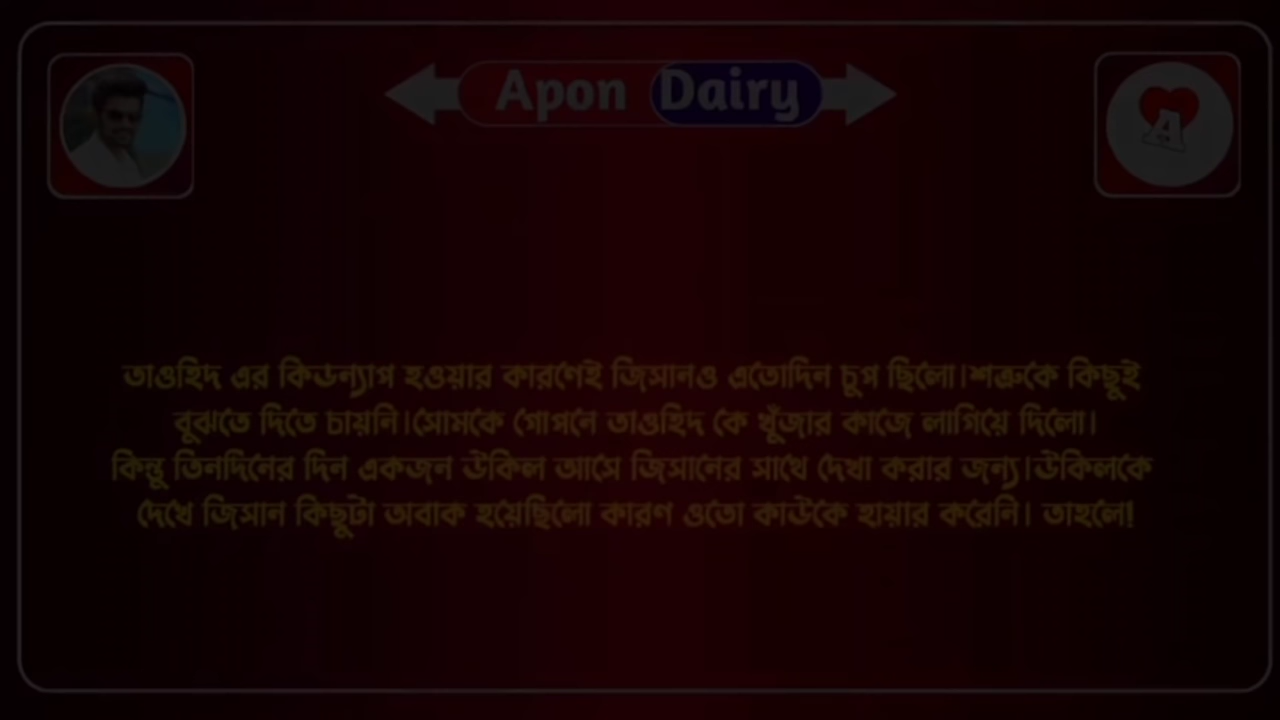 Apon Dairy
A
তাওহিদ এর কিডন্যাপ হওয়ার কারণেই জিসানও এতোদিন চুপ ছিলো।শত্রুকে কিছুই
বুঝতে দিতে চায়নি।সোমকে গোপনে তাওহিদ কে খুঁজার কাজে লাগিয়ে দিলো।
কিন্তু তিনদিনের দিন একজন উকিল আসে জিসানের সাথে দেখা করার জন্য।উকিলকে
দেখে জিসান কিছুটা অবাক হয়েছিলো কারণ ওতো কাউকে হায়ার করেনি। তাহলে!